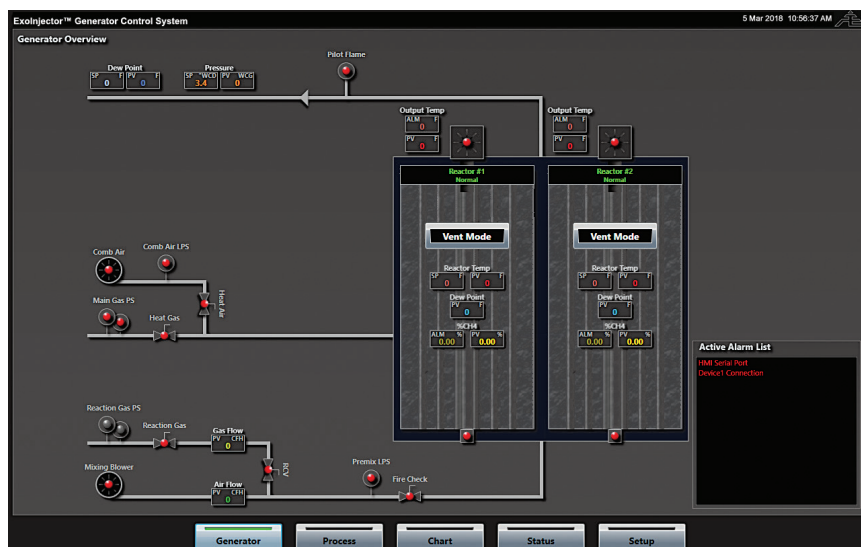 ExoInjector™ Generator Control System
5 Mar 2018 10:56:37 AM
Generator Overview
Pilot Flame
Dew Point
SP F
0
PV F
0
Pressure
SP "WCD
3.4
PV WCG
0
Output Temp
ALM F
0
PV F
0
Output Temp
ALM F
0
PV F
0
Reactor #1
Normal
Vent Mode
Reactor Temp
SP F
0
PV F
0
Dew Point
PV F
0
%CH4
ALM %
0.00
PV %
0.00
Reactor #2
Normal
Vent Mode
Reactor Temp
SP F
0
PV F
0
Dew Point
PV F
0
%CH4
ALM %
0.00
PV %
0.00
Comb Air
Comb Air LPS
Heat Air
Main Gas PS
Heat Gas
Reaction Gas PS
Reaction Gas
Gas Flow
PV CFH
0
RCV
Mixing Blower
Air Flow
PV CFH
0
Premix LPS
Fire Check
Active Alarm List
HMI Serial Port
Device1 Connection
Generator
Process
Chart
Status
Setup